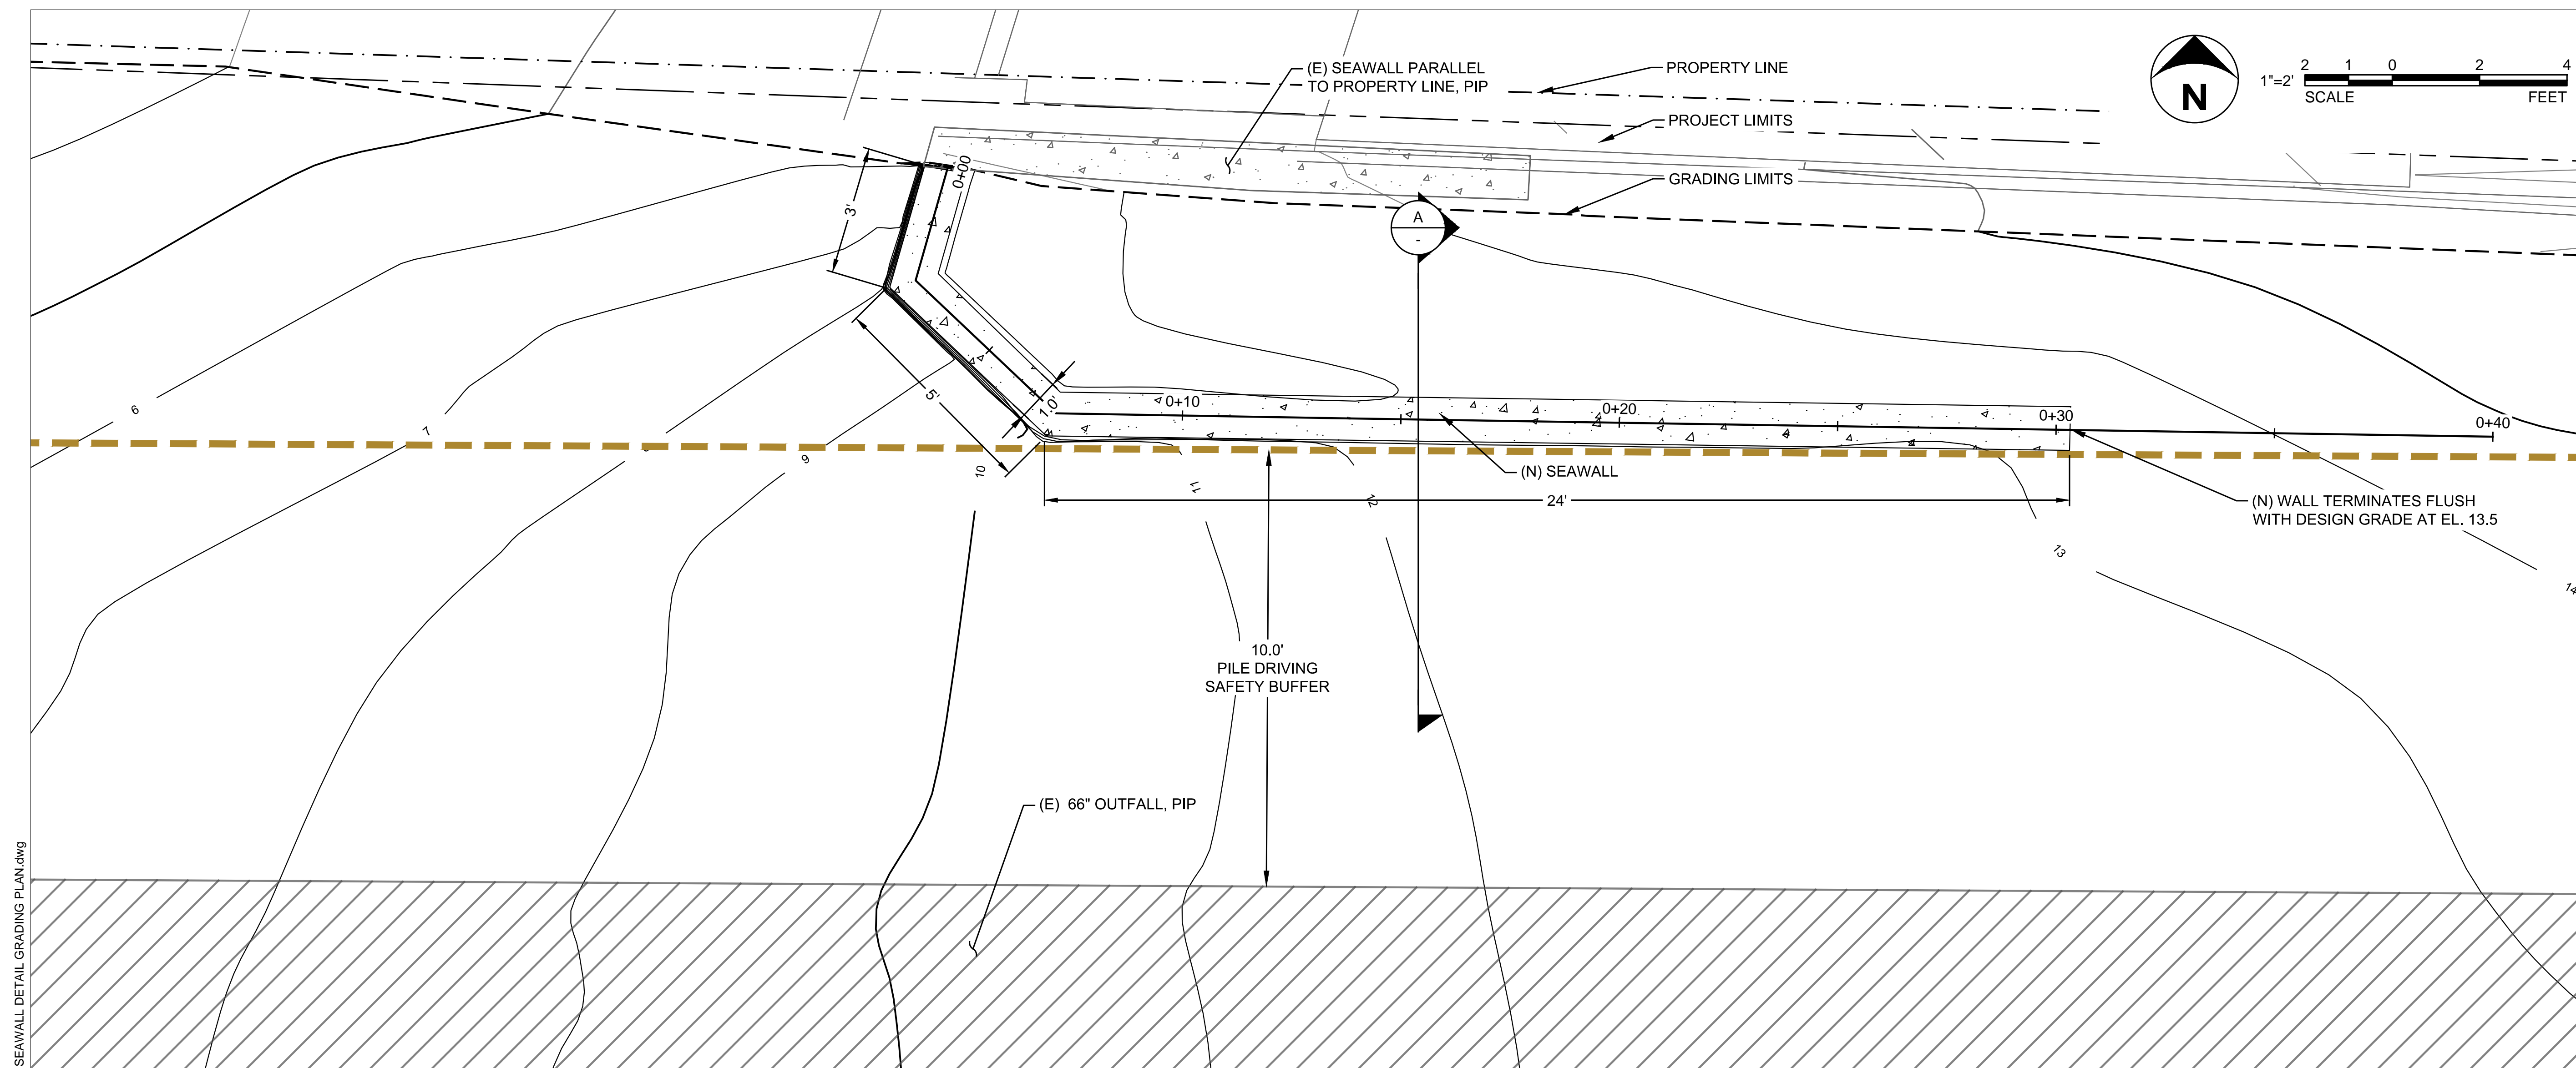 (E) SEAWALL PARALLEL
TO PROPERTY LINE, PIP
PROPERTY LINE
PROJECT LIMITS
GRADING LIMITS
N
1"=2'
2 1 0 2 4
SCALE FEET
0+00
3'
A
-
5'
1.0'
0+10
0+20
0+30
0+40
6
7
9
10
11
12
13
14
(N) SEAWALL
24'
(N) WALL TERMINATES FLUSH
WITH DESIGN GRADE AT EL. 13.5
10.0'
PILE DRIVING
SAFETY BUFFER
(E) 66" OUTFALL, PIP
SEAWALL DETAIL GRADING PLAN.dwg